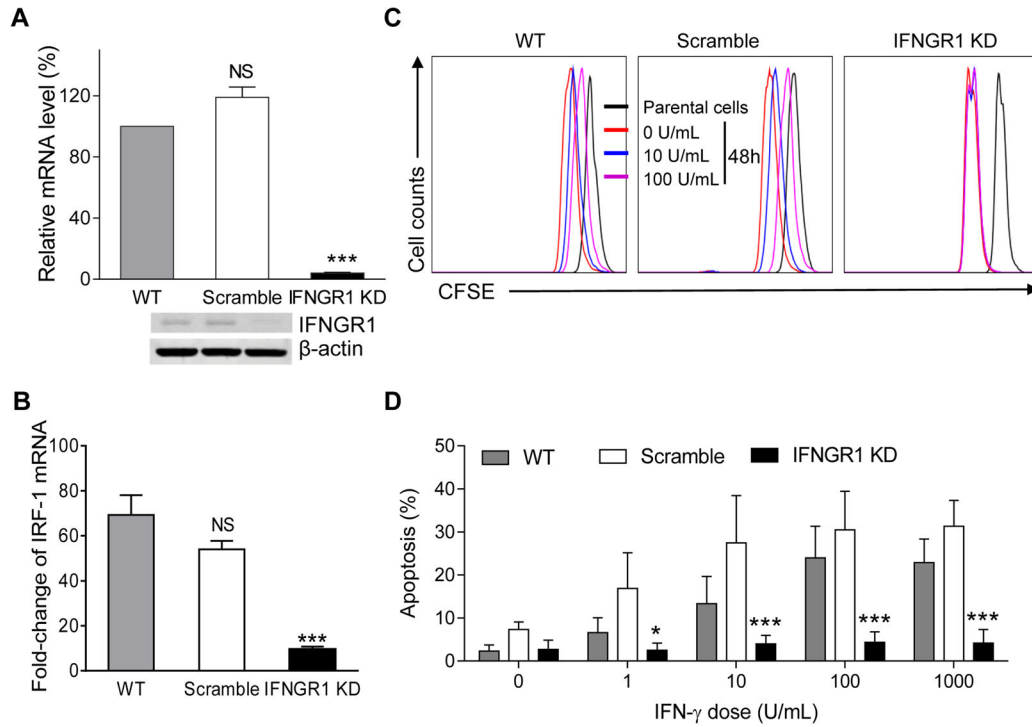 A
Relative mRNA level (%)
120
80
40
0
NS
***
WT Scramble IFNGR1 KD
IFNGR1
β-actin
B
Fold-change of IRF-1 mRNA
100
80
60
40
20
0
NS
***
WT Scramble IFNGR1 KD
C
WT Scramble IFNGR1 KD
Cell counts
Parental cells
0 U/mL
10 U/mL
100 U/mL
48h
CFSE
D
WT Scramble IFNGR1 KD
Apoptosis (%)
50
40
30
20
10
0
* *** *** ***
0 1 10 100 1000
IFN-γ dose (U/mL)